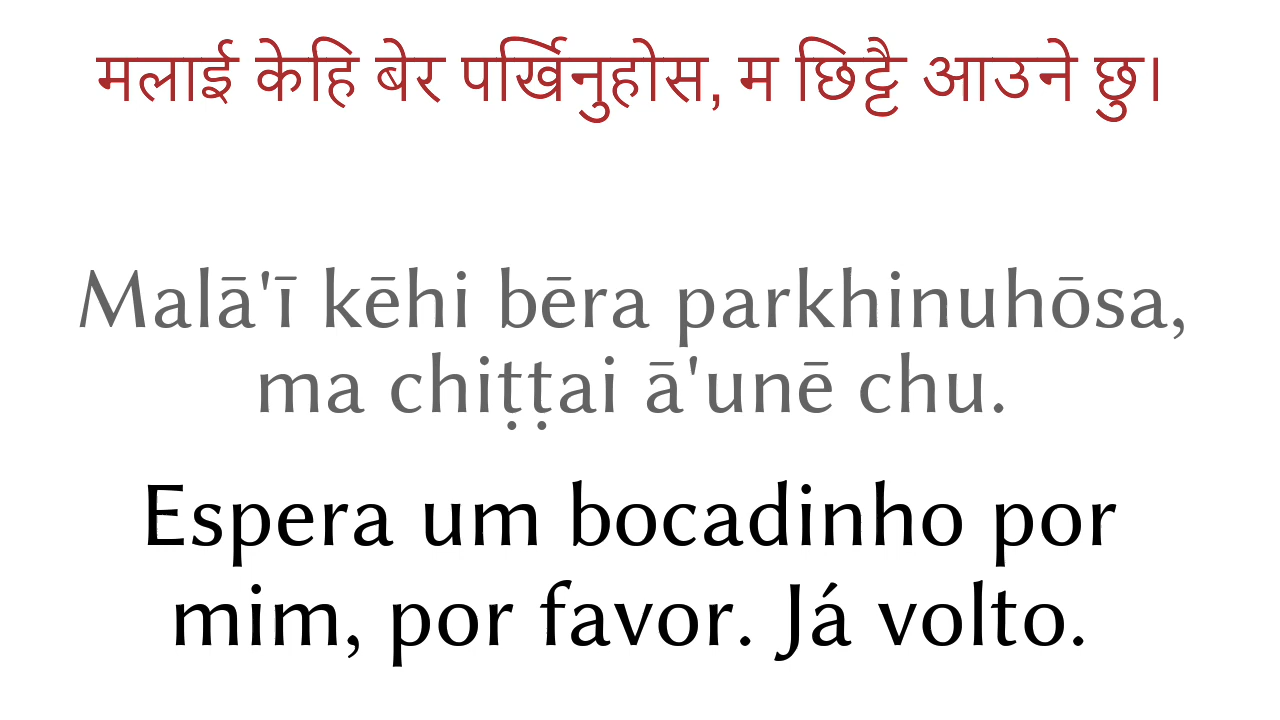 मलाई केहि बेर पर्खिनुहोस, म छिट्टै आउने छु।
Malā'ī kēhi bēra parkhinuhōsa,
ma chiṭṭai ā'unē chu.
Espera um bocadinho por
mim, por favor. Já volto.